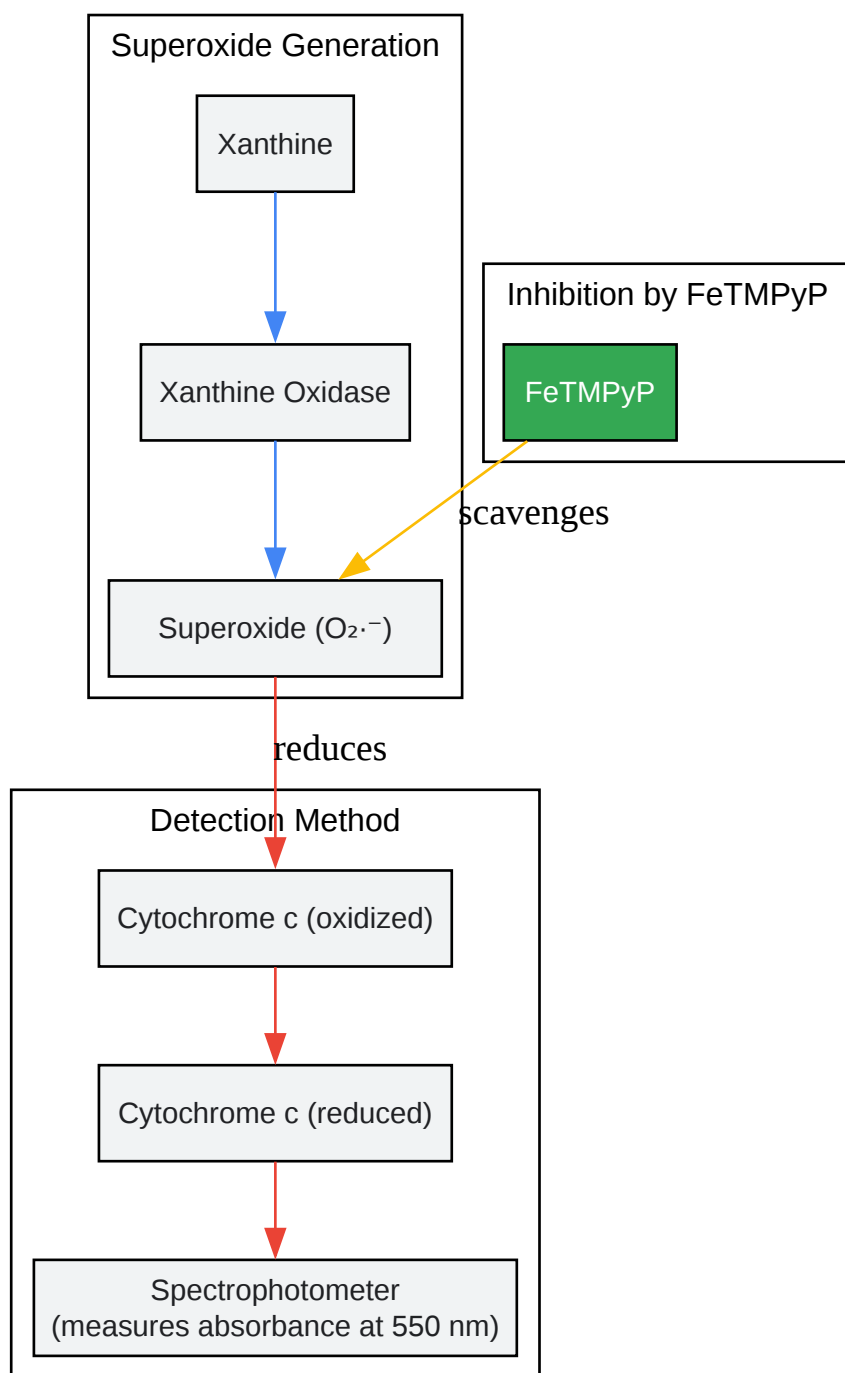 Superoxide Generation
Xanthine
Inhibition by FeTMPyP
Xanthine Oxidase
FeTMPyP
scavenges
Superoxide (O₂·⁻)
reduces
Detection Method
Cytochrome c (oxidized)
Cytochrome c (reduced)
Spectrophotometer
(measures absorbance at 550 nm)